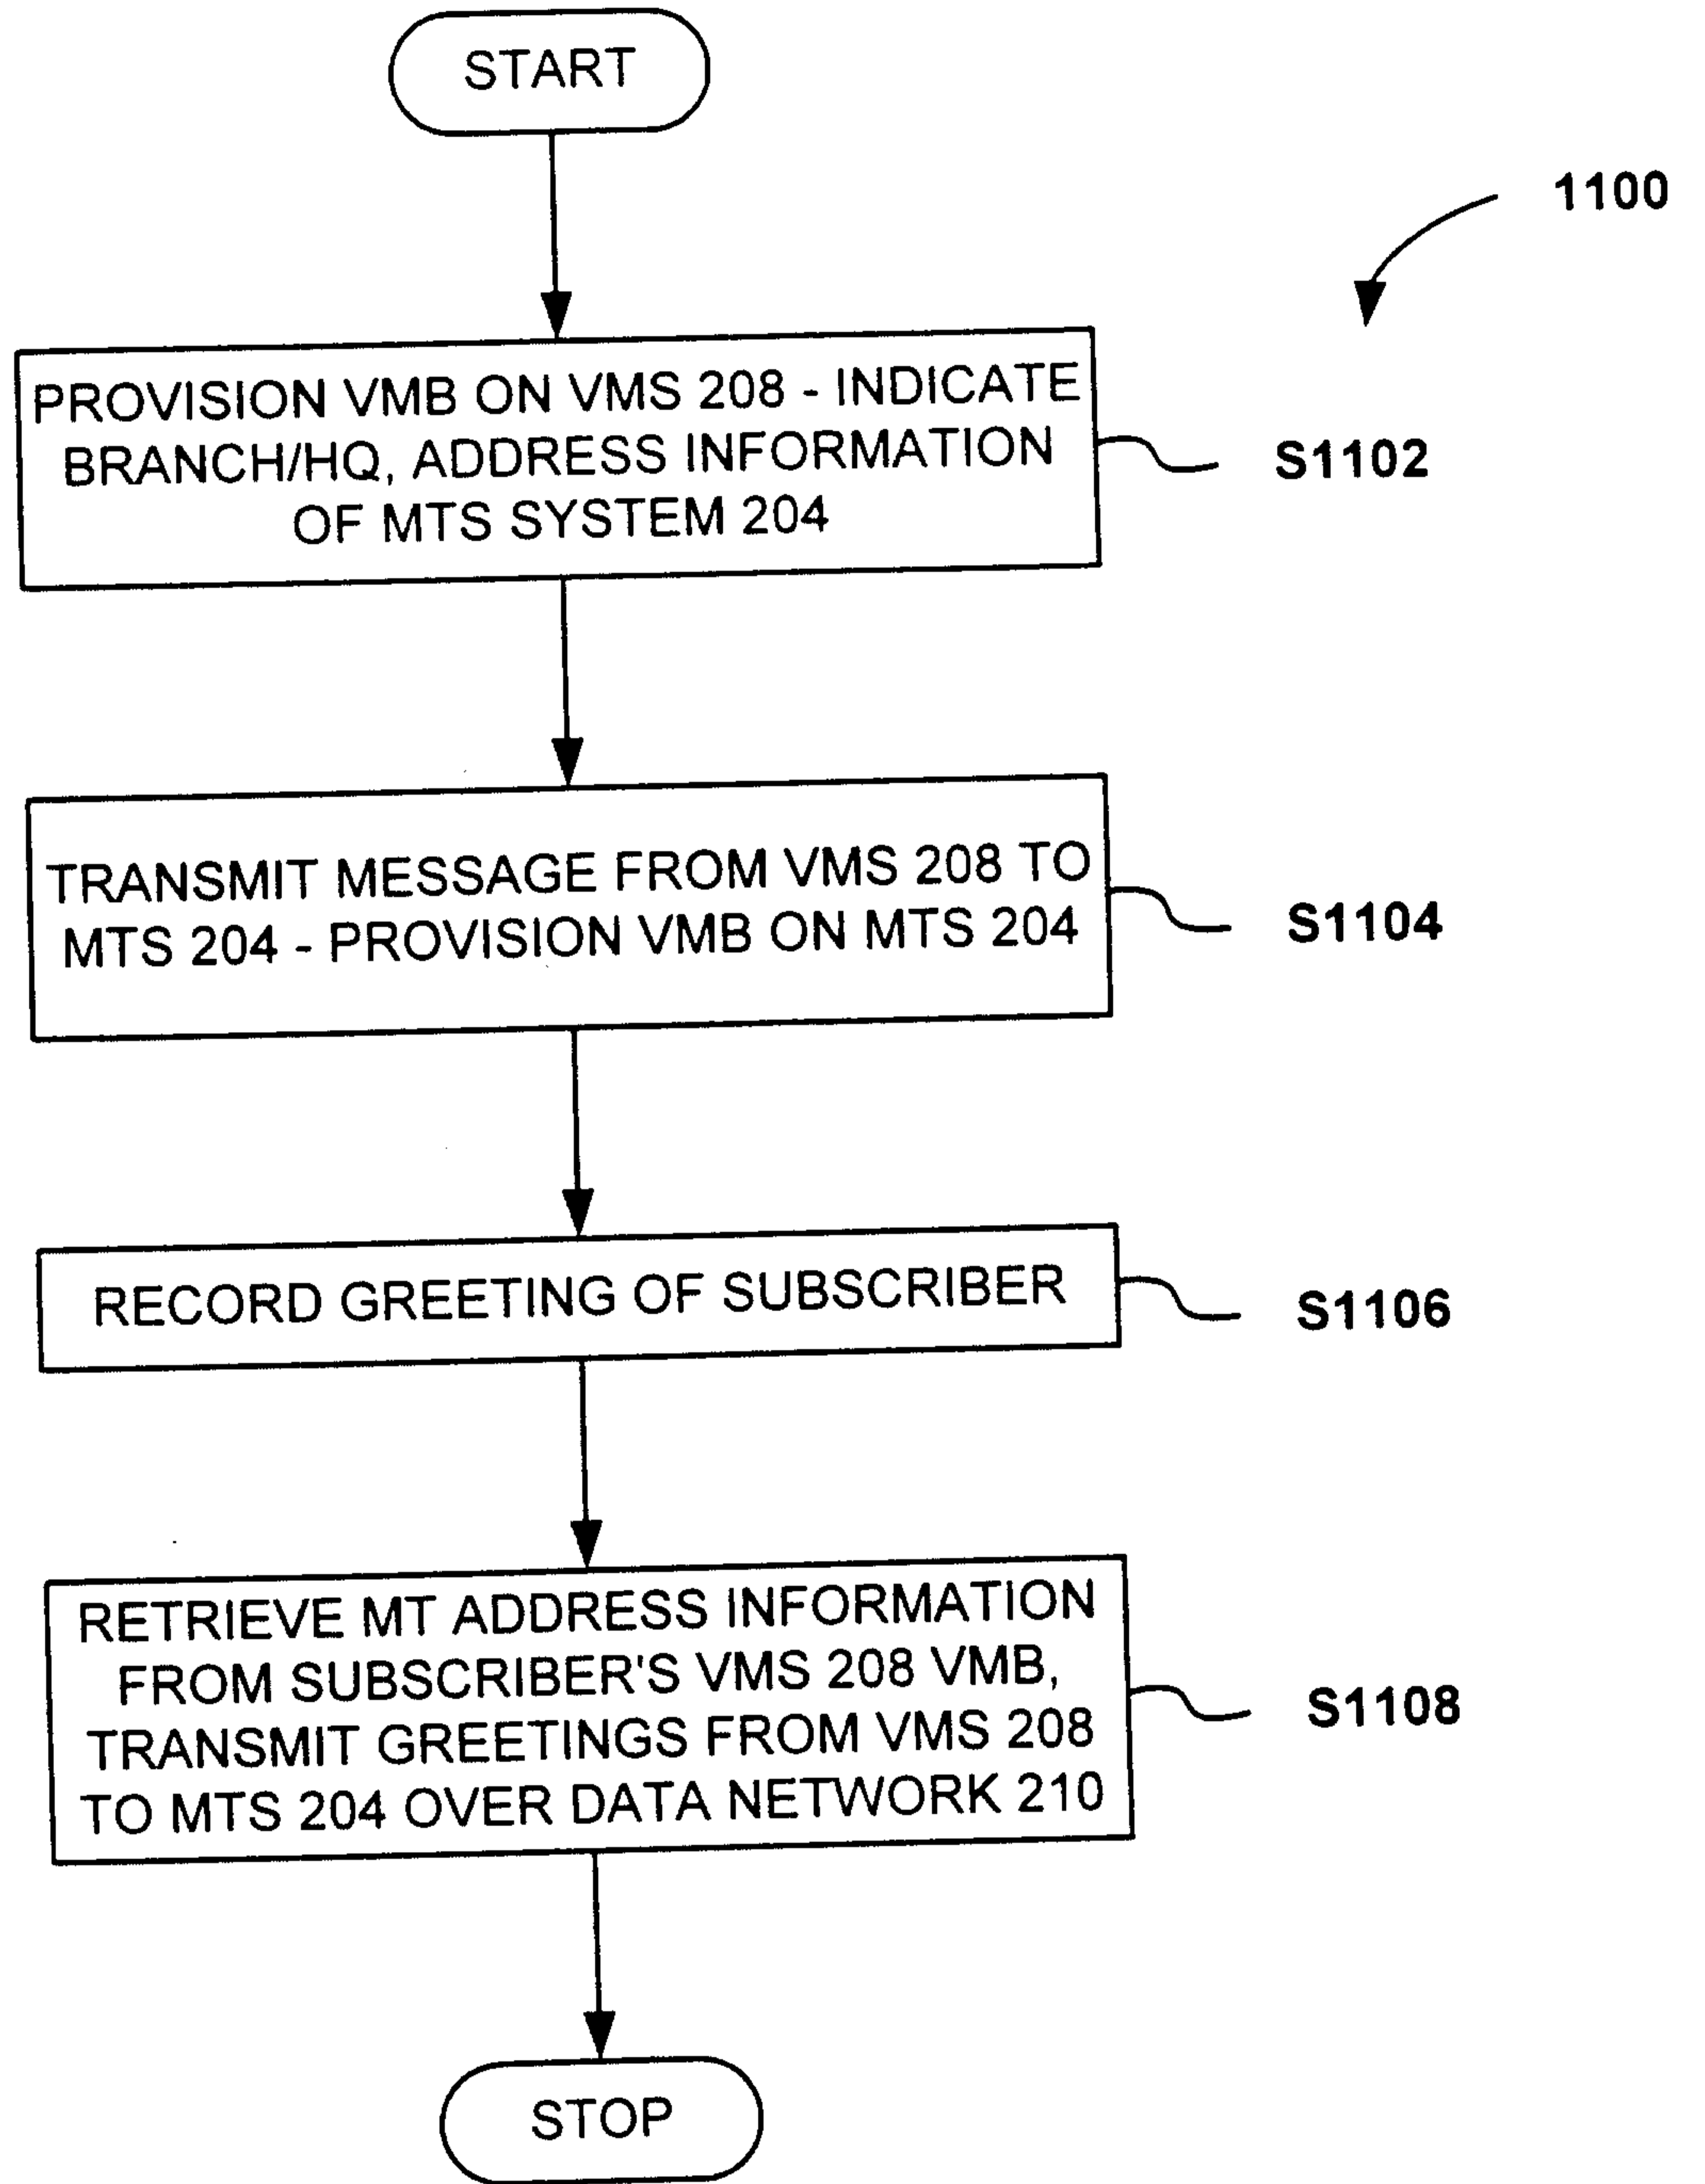 START
1100
PROVISION VMB ON VMS 208 - INDICATE
BRANCH/HQ, ADDRESS INFORMATION
OF MTS SYSTEM 204
S1102
TRANSMIT MESSAGE FROM VMS 208 TO
MTS 204 - PROVISION VMB ON MTS 204
S1104
RECORD GREETING OF SUBSCRIBER
S1106
RETRIEVE MT ADDRESS INFORMATION
FROM SUBSCRIBER'S VMS 208 VMB,
TRANSMIT GREETINGS FROM VMS 208
TO MTS 204 OVER DATA NETWORK 210
S1108
STOP